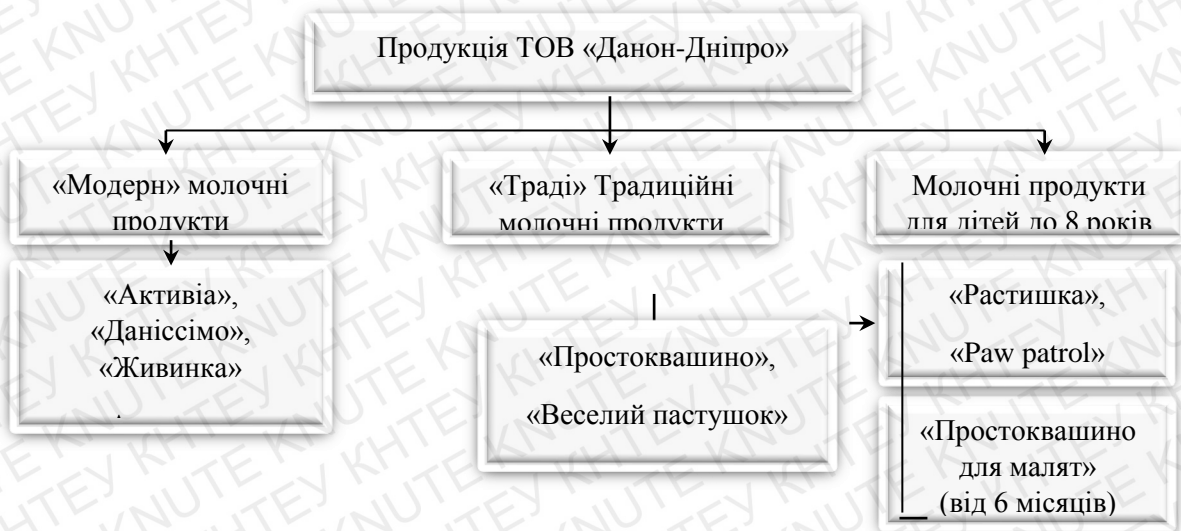 Продукція ТОВ «Данон-Дніпро»
«Модерн» молочні
продукти
«Траді» Традиційні
молочні продукти
Молочні продукти
для дітей до 8 років
«Активіа»,
«Даніссімо»,
«Живинка»
.
«Простоквашино»,
«Веселий пастушок»
«Растишка»,
«Paw patrol»
«Простоквашино
для малят»
(від 6 місяців)